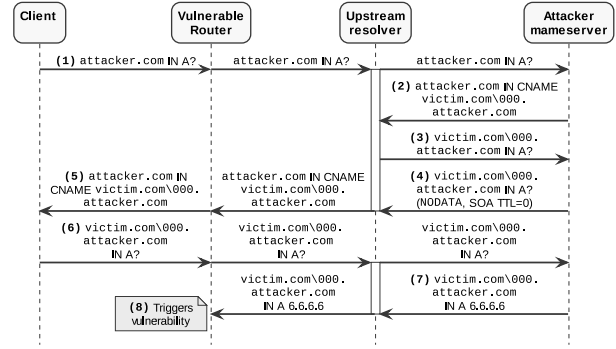 Client
Vulnerable
Router
Upstream
resolver
Attacker
mameserver
(1) attacker.com IN A?
attacker.com IN A?
attacker.com IN A?
(2) attacker.com IN CNAME
victim.com\000.
attacker.com
(3) victim.com\000.
attacker.com IN A?
(5) attacker.com IN
CNAME victim.com\000.
attacker.com
attacker.com IN CNAME
victim.com\000.
attacker.com
(4) victim.com\000.
attacker.com IN A?
(NODATA, SOA TTL=0)
(6) victim.com\000.
attacker.com
IN A?
victim.com\000.
attacker.com
IN A?
victim.com\000.
attacker.com
IN A?
(8) Triggers
vulnerability
victim.com\000.
attacker.com
IN A 6.6.6.6
(7) victim.com\000.
attacker.com
IN A 6.6.6.6